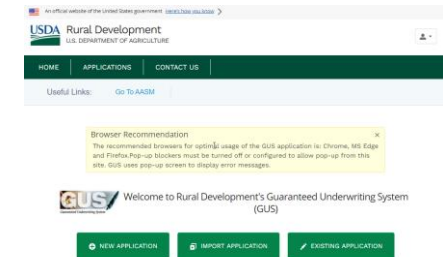 An official website of the United States government Here's how you know
USDA Rural Development
U.S. DEPARTMENT OF AGRICULTURE
HOME APPLICATIONS CONTACT US
Useful Links: Go To AASM
Browser Recommendation
The recommended browsers for optimal usage of the GUS application is: Chrome, MS Edge
and Firefox.Pop-up blockers must be turned off or configured to allow pop-up from this
site. GUS uses pop-up screen to display error messages.
GUS Welcome to Rural Development's Guaranteed Underwriting System
(GUS)
NEW APPLICATION IMPORT APPLICATION EXISTING APPLICATION